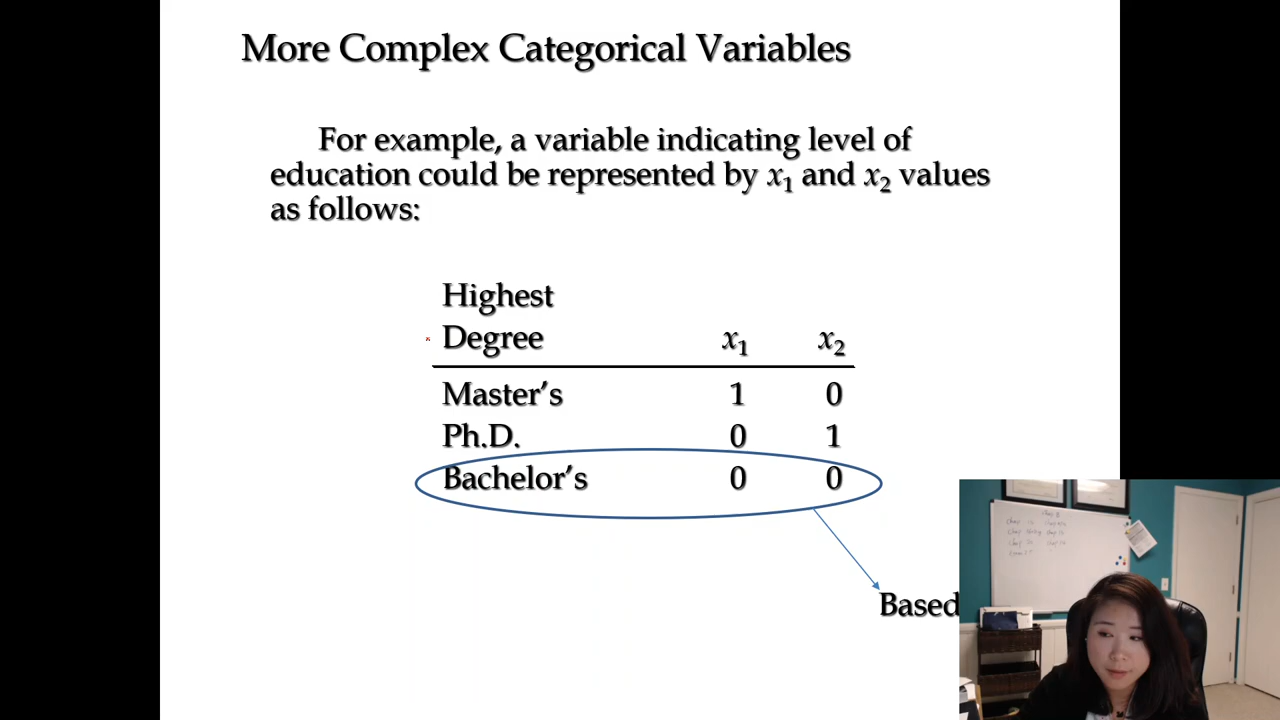 More Complex Categorical Variables
For example, a variable indicating level of
education could be represented by x₁ and x₂ values
as follows:
Highest
Degree x₁ x₂
Master’s 1 0
Ph.D. 0 1
Bachelor’s 0 0
Based